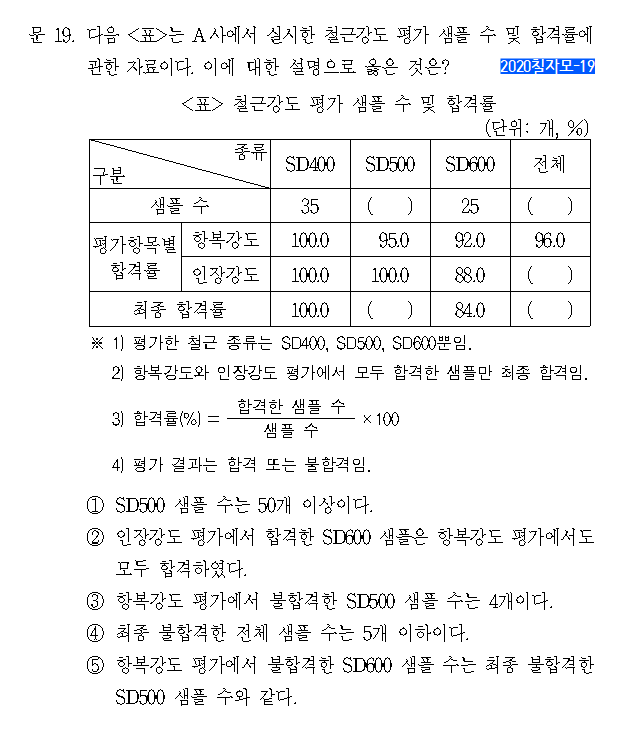 문 19. 다음 <표>는 A사에서 실시한 철근강도 평가 샘플 수 및 합격률에
관한 자료이다. 이에 대한 설명으로 옳은 것은? 2020침자모-19
<표> 철근강도 평가 샘플 수 및 합격률
(단위: 개, %)
종류 SD400 SD500 SD600 전체
구분
샘플 수 35 ( ) 25 ( )
평가항목별 합격률 항복강도 100.0 95.0 92.0 96.0
인장강도 100.0 100.0 88.0 ( )
최종 합격률 100.0 ( ) 84.0 ( )
※ 1) 평가한 철근 종류는 SD400, SD500, SD600뿐임.
2) 항복강도와 인장강도 평가에서 모두 합격한 샘플만 최종 합격임.
3) 합격률(%) = 합격한 샘플 수 / 샘플 수 × 100
4) 평가 결과는 합격 또는 불합격임.
① SD500 샘플 수는 50개 이상이다.
② 인장강도 평가에서 합격한 SD600 샘플은 항복강도 평가에서도
모두 합격하였다.
③ 항복강도 평가에서 불합격한 SD500 샘플 수는 4개이다.
④ 최종 불합격한 전체 샘플 수는 5개 이하이다.
⑤ 항복강도 평가에서 불합격한 SD600 샘플 수는 최종 불합격한
SD500 샘플 수와 같다.